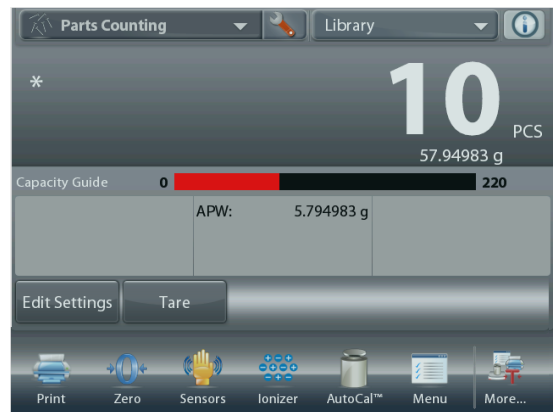 Parts Counting Library
*
10 PCS
57.94983 g
Capacity Guide 0 220
APW: 5.794983 g
Edit Settings Tare
Print Zero Sensors Ionizer AutoCal™ Menu More...